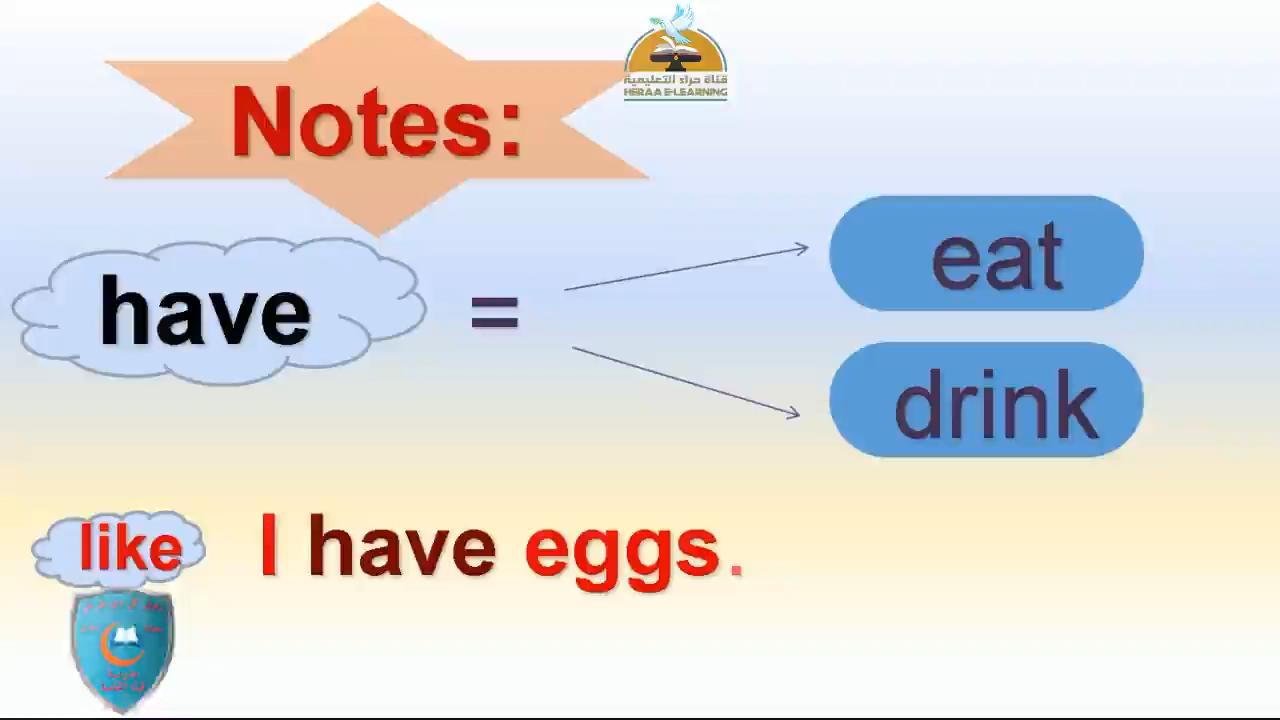 قناة حراء التعليمية
HERAA E-LEARNING
Notes:
have = eat
drink
like I have eggs.